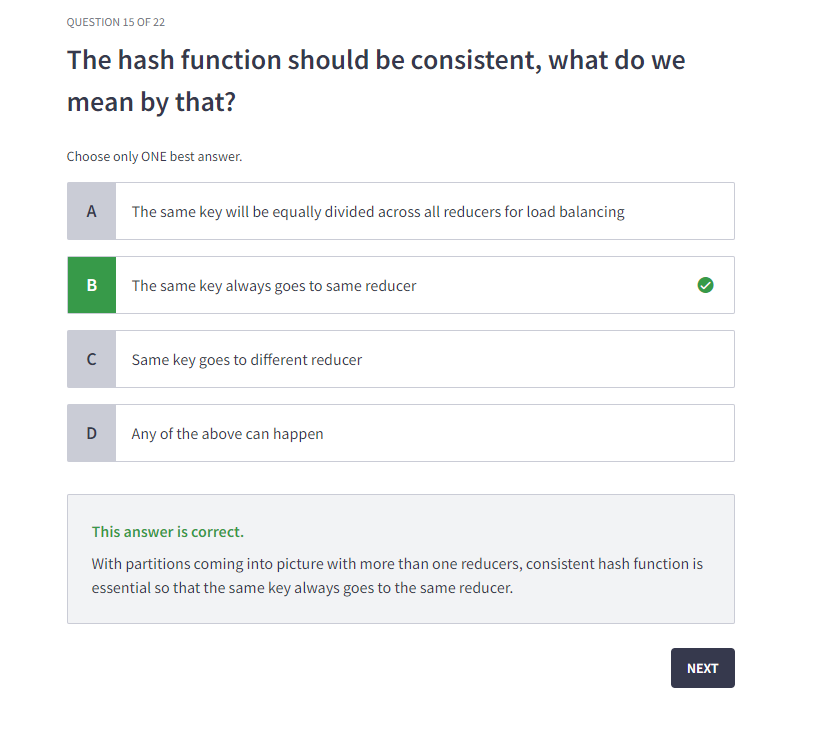 QUESTION 15 OF 22
The hash function should be consistent, what do we
mean by that?
Choose only ONE best answer.
A The same key will be equally divided across all reducers for load balancing
B The same key always goes to same reducer
C Same key goes to different reducer
D Any of the above can happen
This answer is correct.
With partitions coming into picture with more than one reducers, consistent hash function is
essential so that the same key always goes to the same reducer.
NEXT